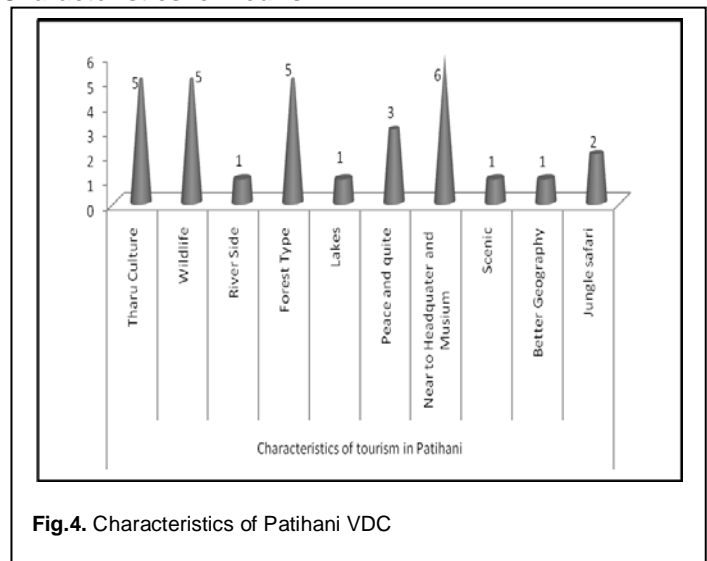 6
5
4
3
2
1
0
5
5
1
5
1
3
6
1
1
2
Tharu Culture
Wildlife
River Side
Forest Type
Lakes
Peace and quite
Near to Headquater and
Musium
Scenic
Better Geography
Jungle safari
Characteristics of tourism in Patihani
Fig.4. Characteristics of Patihani VDC